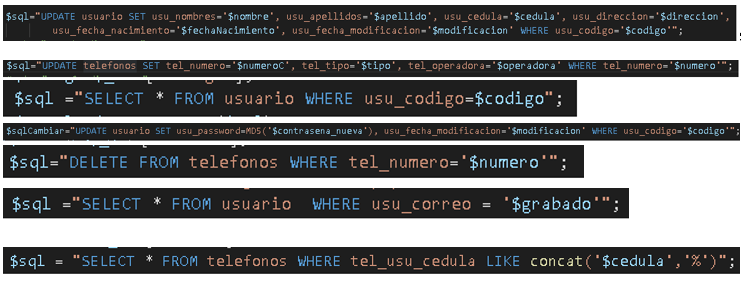 $sql="UPDATE usuario SET usu_nombres='$nombre', usu_apellidos='$apellido', usu_cedula='$cedula', usu_direccion='$direccion',
usu_fecha_nacimiento='$fechaNacimiento', usu_fecha_modificacion='$modificacion' WHERE usu_codigo='$codigo'";
$sql="UPDATE telefonos SET tel_numero='$numeroC', tel_tipo='$tipo', tel_operadora='$operadora' WHERE tel_numero='$numero'";
$sql ="SELECT * FROM usuario WHERE usu_codigo=$codigo";
$sqlCambiar="UPDATE usuario SET usu_password=MD5('$contrasena_nueva'), usu_fecha_modificacion='$modificacion' WHERE usu_codigo='$codigo'";
$sql="DELETE FROM telefonos WHERE tel_numero='$numero'";
$sql ="SELECT * FROM usuario  WHERE usu_correo = '$grabado'";
$sql = "SELECT * FROM telefonos WHERE tel_usu_cedula LIKE concat('$cedula','%')";